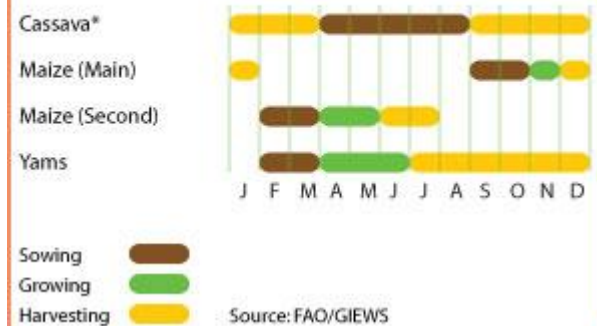 Cassava*
Maize (Main)
Maize (Second)
Yams
J F M A M J J A S O N D
Sowing
Growing
Harvesting
Source: FAO/GIEWS